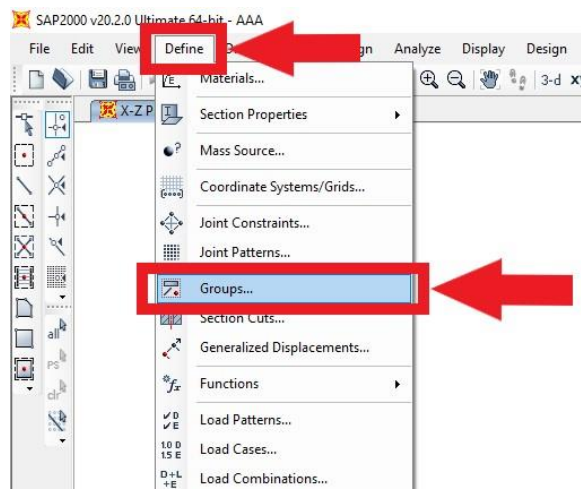 SAP2000 v20.2.0 Ultimate 64-bit - AAA
File Edit View Define Analyze Display Design
3-d
X-Z P
Materials...
Section Properties
Mass Source...
Coordinate Systems/Grids...
Joint Constraints...
Joint Patterns...
Groups...
Section Cuts...
Generalized Displacements...
Functions
Load Patterns...
Load Cases...
Load Combinations...
all
PS
clr